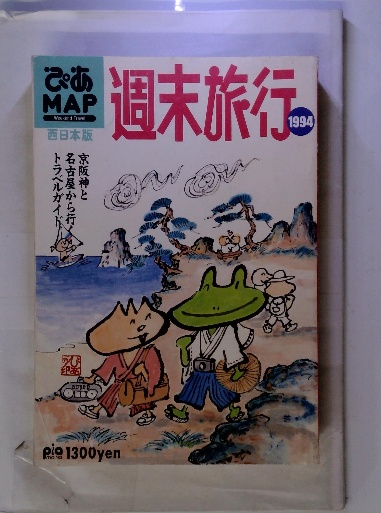 ぴあ
MAP
Weekend Travel
西日本版
週末旅行
1994
京阪神と
名古屋から行く
トラベルガイド!
pia
1300yen